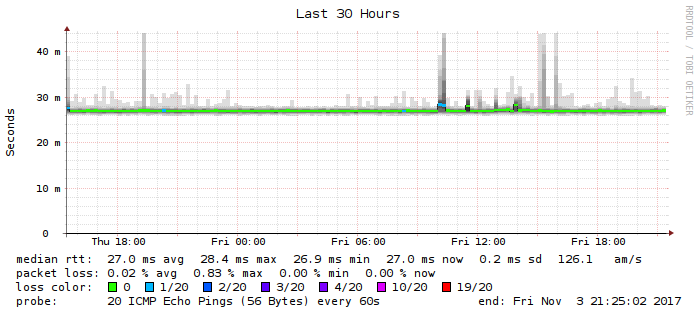 Last 30 Hours
RRDTOOL / TOBI OETIKER
Seconds
40 m
30 m
20 m
10 m
0
Thu 18:00 Fri 00:00 Fri 06:00 Fri 12:00 Fri 18:00
median rtt: 27.0 ms avg 28.4 ms max 26.9 ms min 27.0 ms now 0.2 ms sd 126.1 am/s
packet loss: 0.02 % avg 0.83 % max 0.00 % min 0.00 % now
loss color: 0 1/20 2/20 3/20 4/20 10/20 19/20
probe: 20 ICMP Echo Pings (56 Bytes) every 60s end: Fri Nov 3 21:25:02 2017